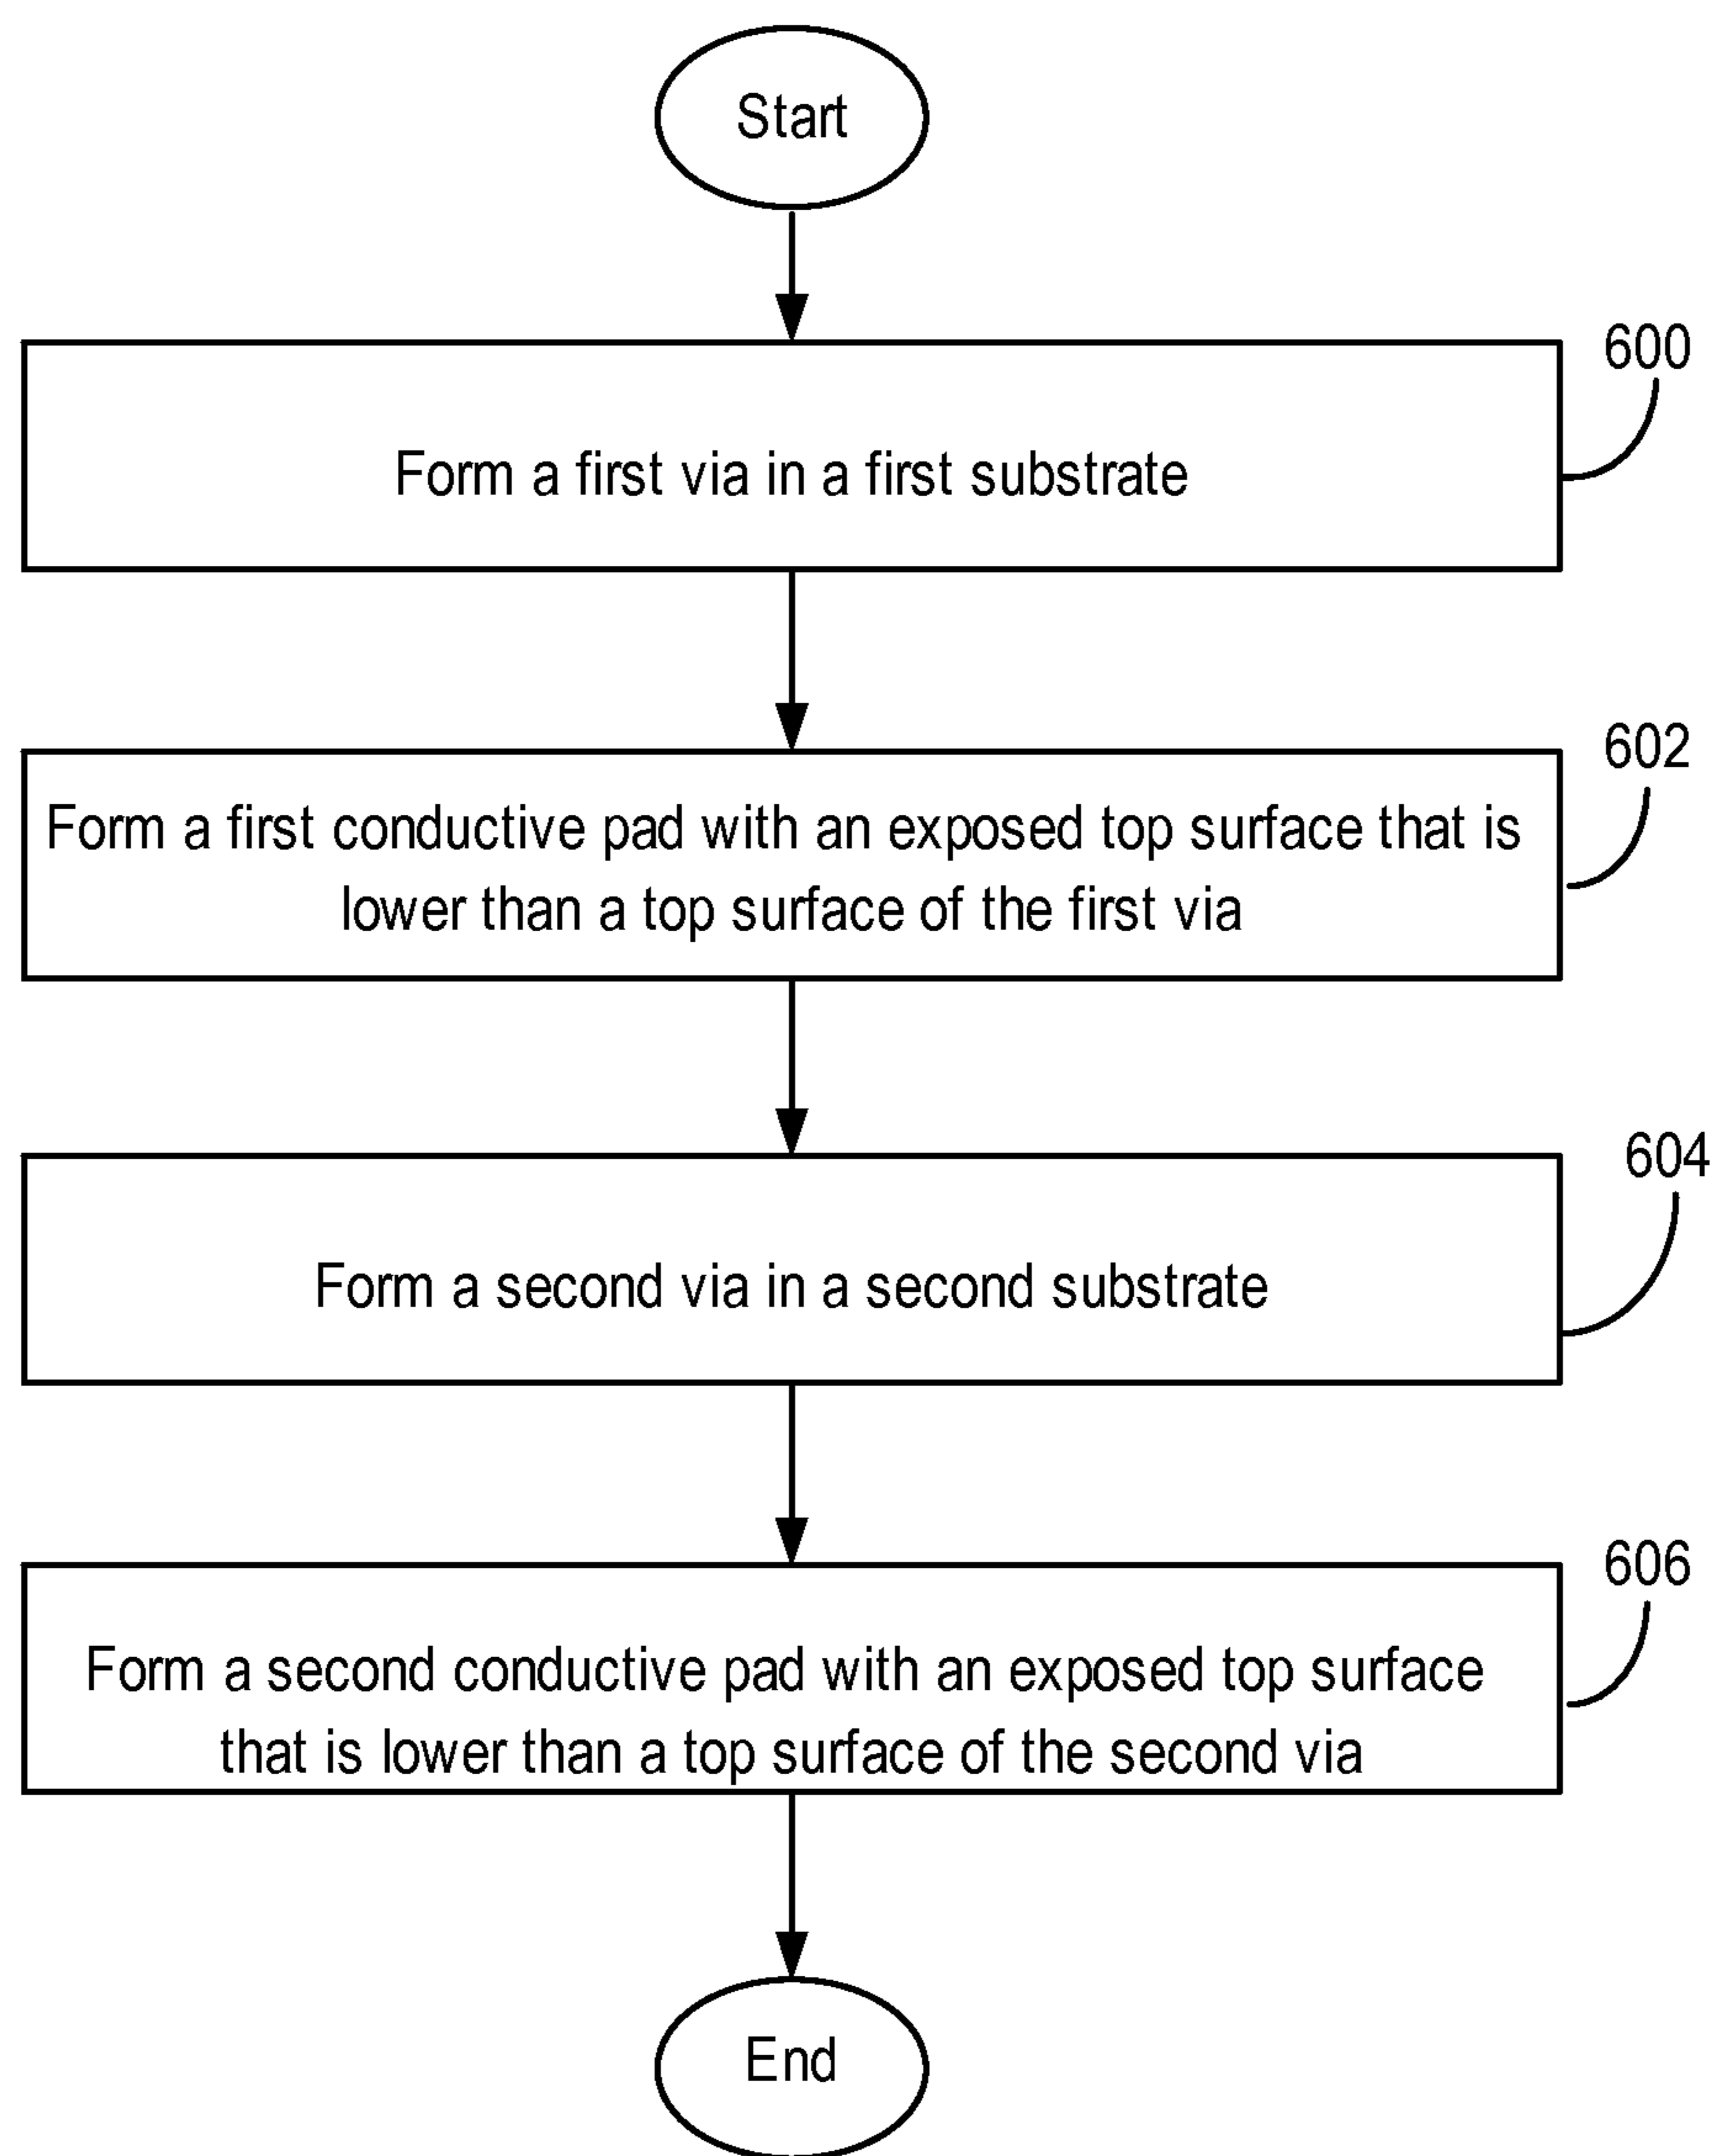 Start
600
Form a first via in a first substrate
602
Form a first conductive pad with an exposed top surface that is
lower than a top surface of the first via
604
Form a second via in a second substrate
606
Form a second conductive pad with an exposed top surface
that is lower than a top surface of the second via
End